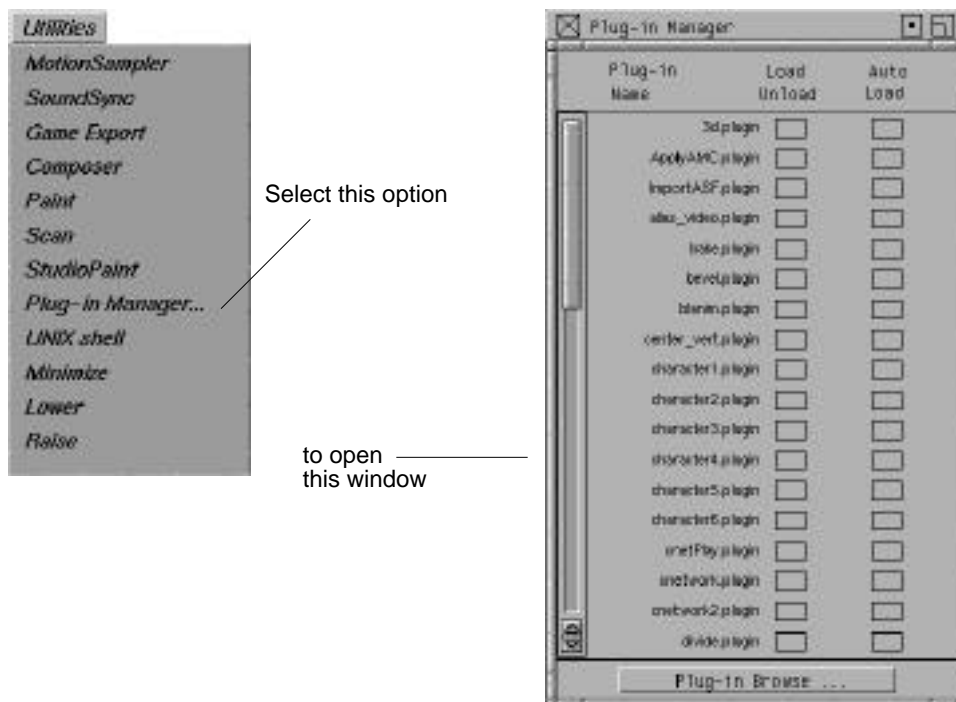 Utilities
MotionSampler
SoundSync
Game Export
Composer
Paint
Scan
StudioPaint
Plug-in Manager...
UNIX shell
Minimize
Lower
Raise
Select this option
to open
this window
Plug-in Manager
Plug-in Load Auto
Name Unload Load
3d.plugin
ApplyAMC.plugin
ImportASF.plugin
alias_video.plugin
bake.plugin
bevel.plugin
blanim.plugin
center_vert.plugin
character1.plugin
character2.plugin
character3.plugin
character4.plugin
character5.plugin
character6.plugin
cnetPlay.plugin
cnetwork.plugin
cnetwork2.plugin
divide.plugin
Plug-in Browse ...